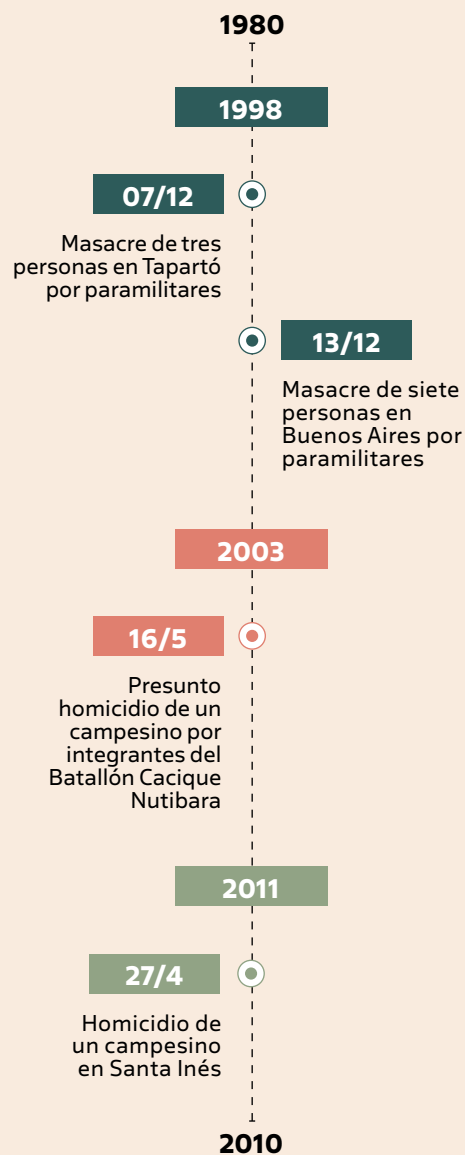 1980
1998
07/12
Masacre de tres
personas en Tapartó
por paramilitares
13/12
Masacre de siete
personas en
Buenos Aires por
paramilitares
2003
16/5
Presunto
homicidio de un
campesino por
integrantes del
Batallón Cacique
Nutibara
2011
27/4
Homicidio de
un campesino
en Santa Inés
2010